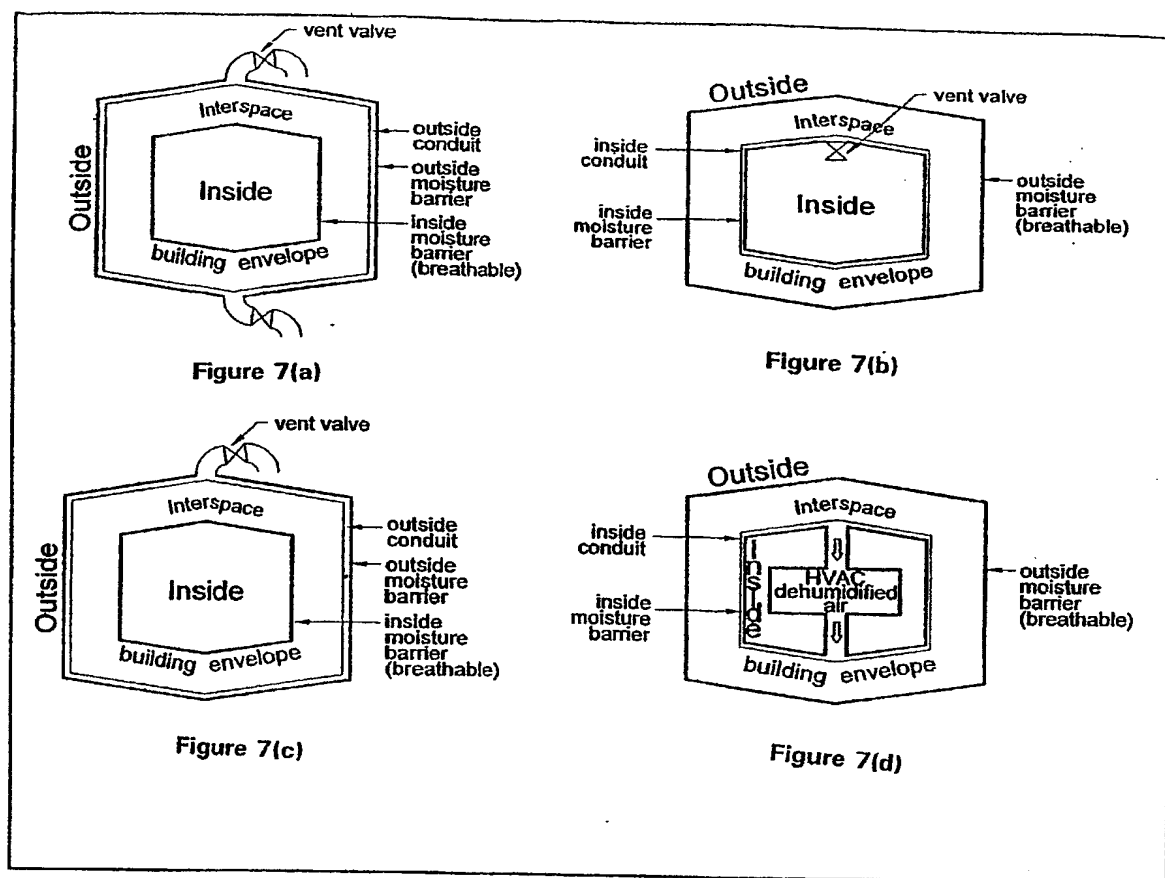 vent valve
Interspace
Outside
Inside
building envelope
outside
conduit
outside
moisture
barrier
inside
moisture
barrier
(breathable)
Figure 7(a)
Outside
vent valve
Interspace
inside
conduit
inside
moisture
barrier
Inside
outside
moisture
barrier
(breathable)
building envelope
Figure 7(b)
vent valve
Interspace
Outside
Inside
building envelope
outside
conduit
outside
moisture
barrier
inside
moisture
barrier
(breathable)
Figure 7(c)
Outside
Interspace
inside
conduit
inside
moisture
barrier
Inside
HVAC
dehumidified
air
outside
moisture
barrier
(breathable)
building envelope
Figure 7(d)